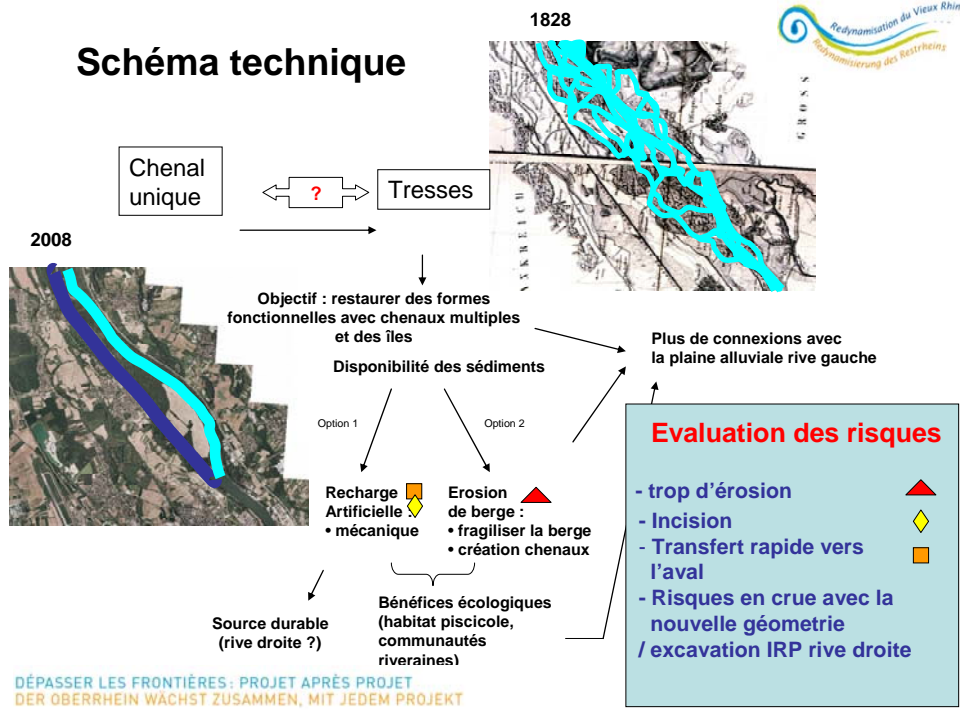 Schéma technique
1828
Redynamisation du Vieux Rhin
Redynamisierung des Restrheins
GROSS
Chenal
unique
?
Tresses
2008
Objectif : restaurer des formes
fonctionnelles avec chenaux multiples
et des îles
Disponibilité des sédiments
Plus de connexions avec
la plaine alluviale rive gauche
Option 1
Option 2
Recharge
Artificielle :
• mécanique
Erosion
de berge :
• fragiliser la berge
• création chenaux
Source durable
(rive droite ?)
Bénéfices écologiques
(habitat piscicole,
communautés
riveraines)
Evaluation des risques
- trop d’érosion
- Incision
- Transfert rapide vers
l’aval
- Risques en crue avec la
nouvelle géometrie
/ excavation IRP rive droite
DÉPASSER LES FRONTIÈRES : PROJET APRÈS PROJET
DER OBERRHEIN WÄCHST ZUSAMMEN, MIT JEDEM PROJEKT